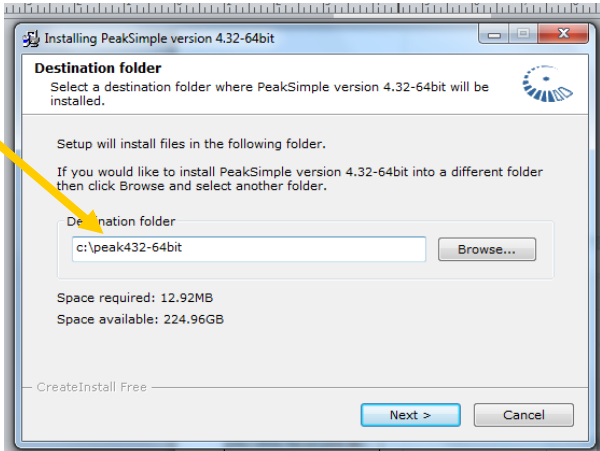 Installing PeakSimple version 4.32-64bit
Destination folder
Select a destination folder where PeakSimple version 4.32-64bit will be
installed.
Setup will install files in the following folder.
If you would like to install PeakSimple version 4.32-64bit into a different folder
then click Browse and select another folder.
Destination folder
c:\peak432-64bit
Browse...
Space required: 12.92MB
Space available: 224.96GB
CreateInstall Free
Next >
Cancel